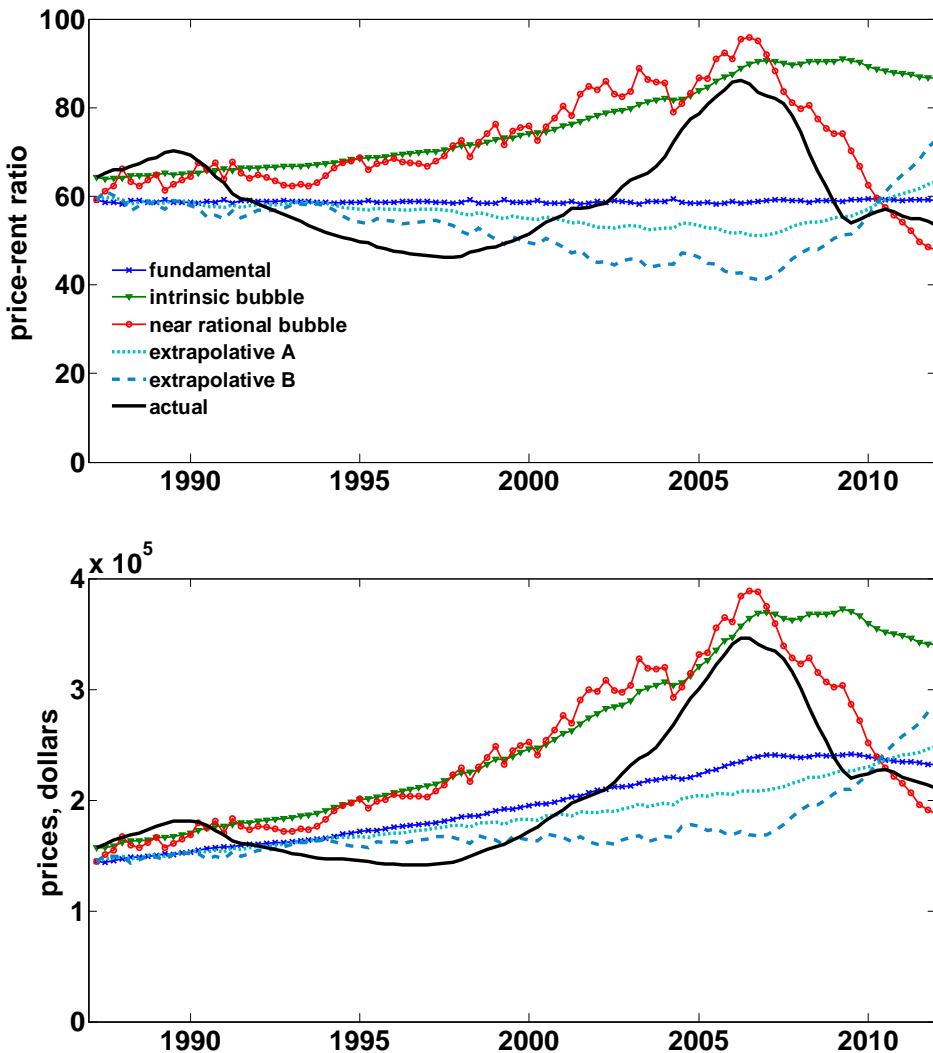 100
80
60
40
20
0
price-rent ratio
fundamental
intrinsic bubble
near rational bubble
extrapolative A
extrapolative B
actual
1990 1995 2000 2005 2010
x 10^5
4
3
2
1
0
prices, dollars
1990 1995 2000 2005 2010